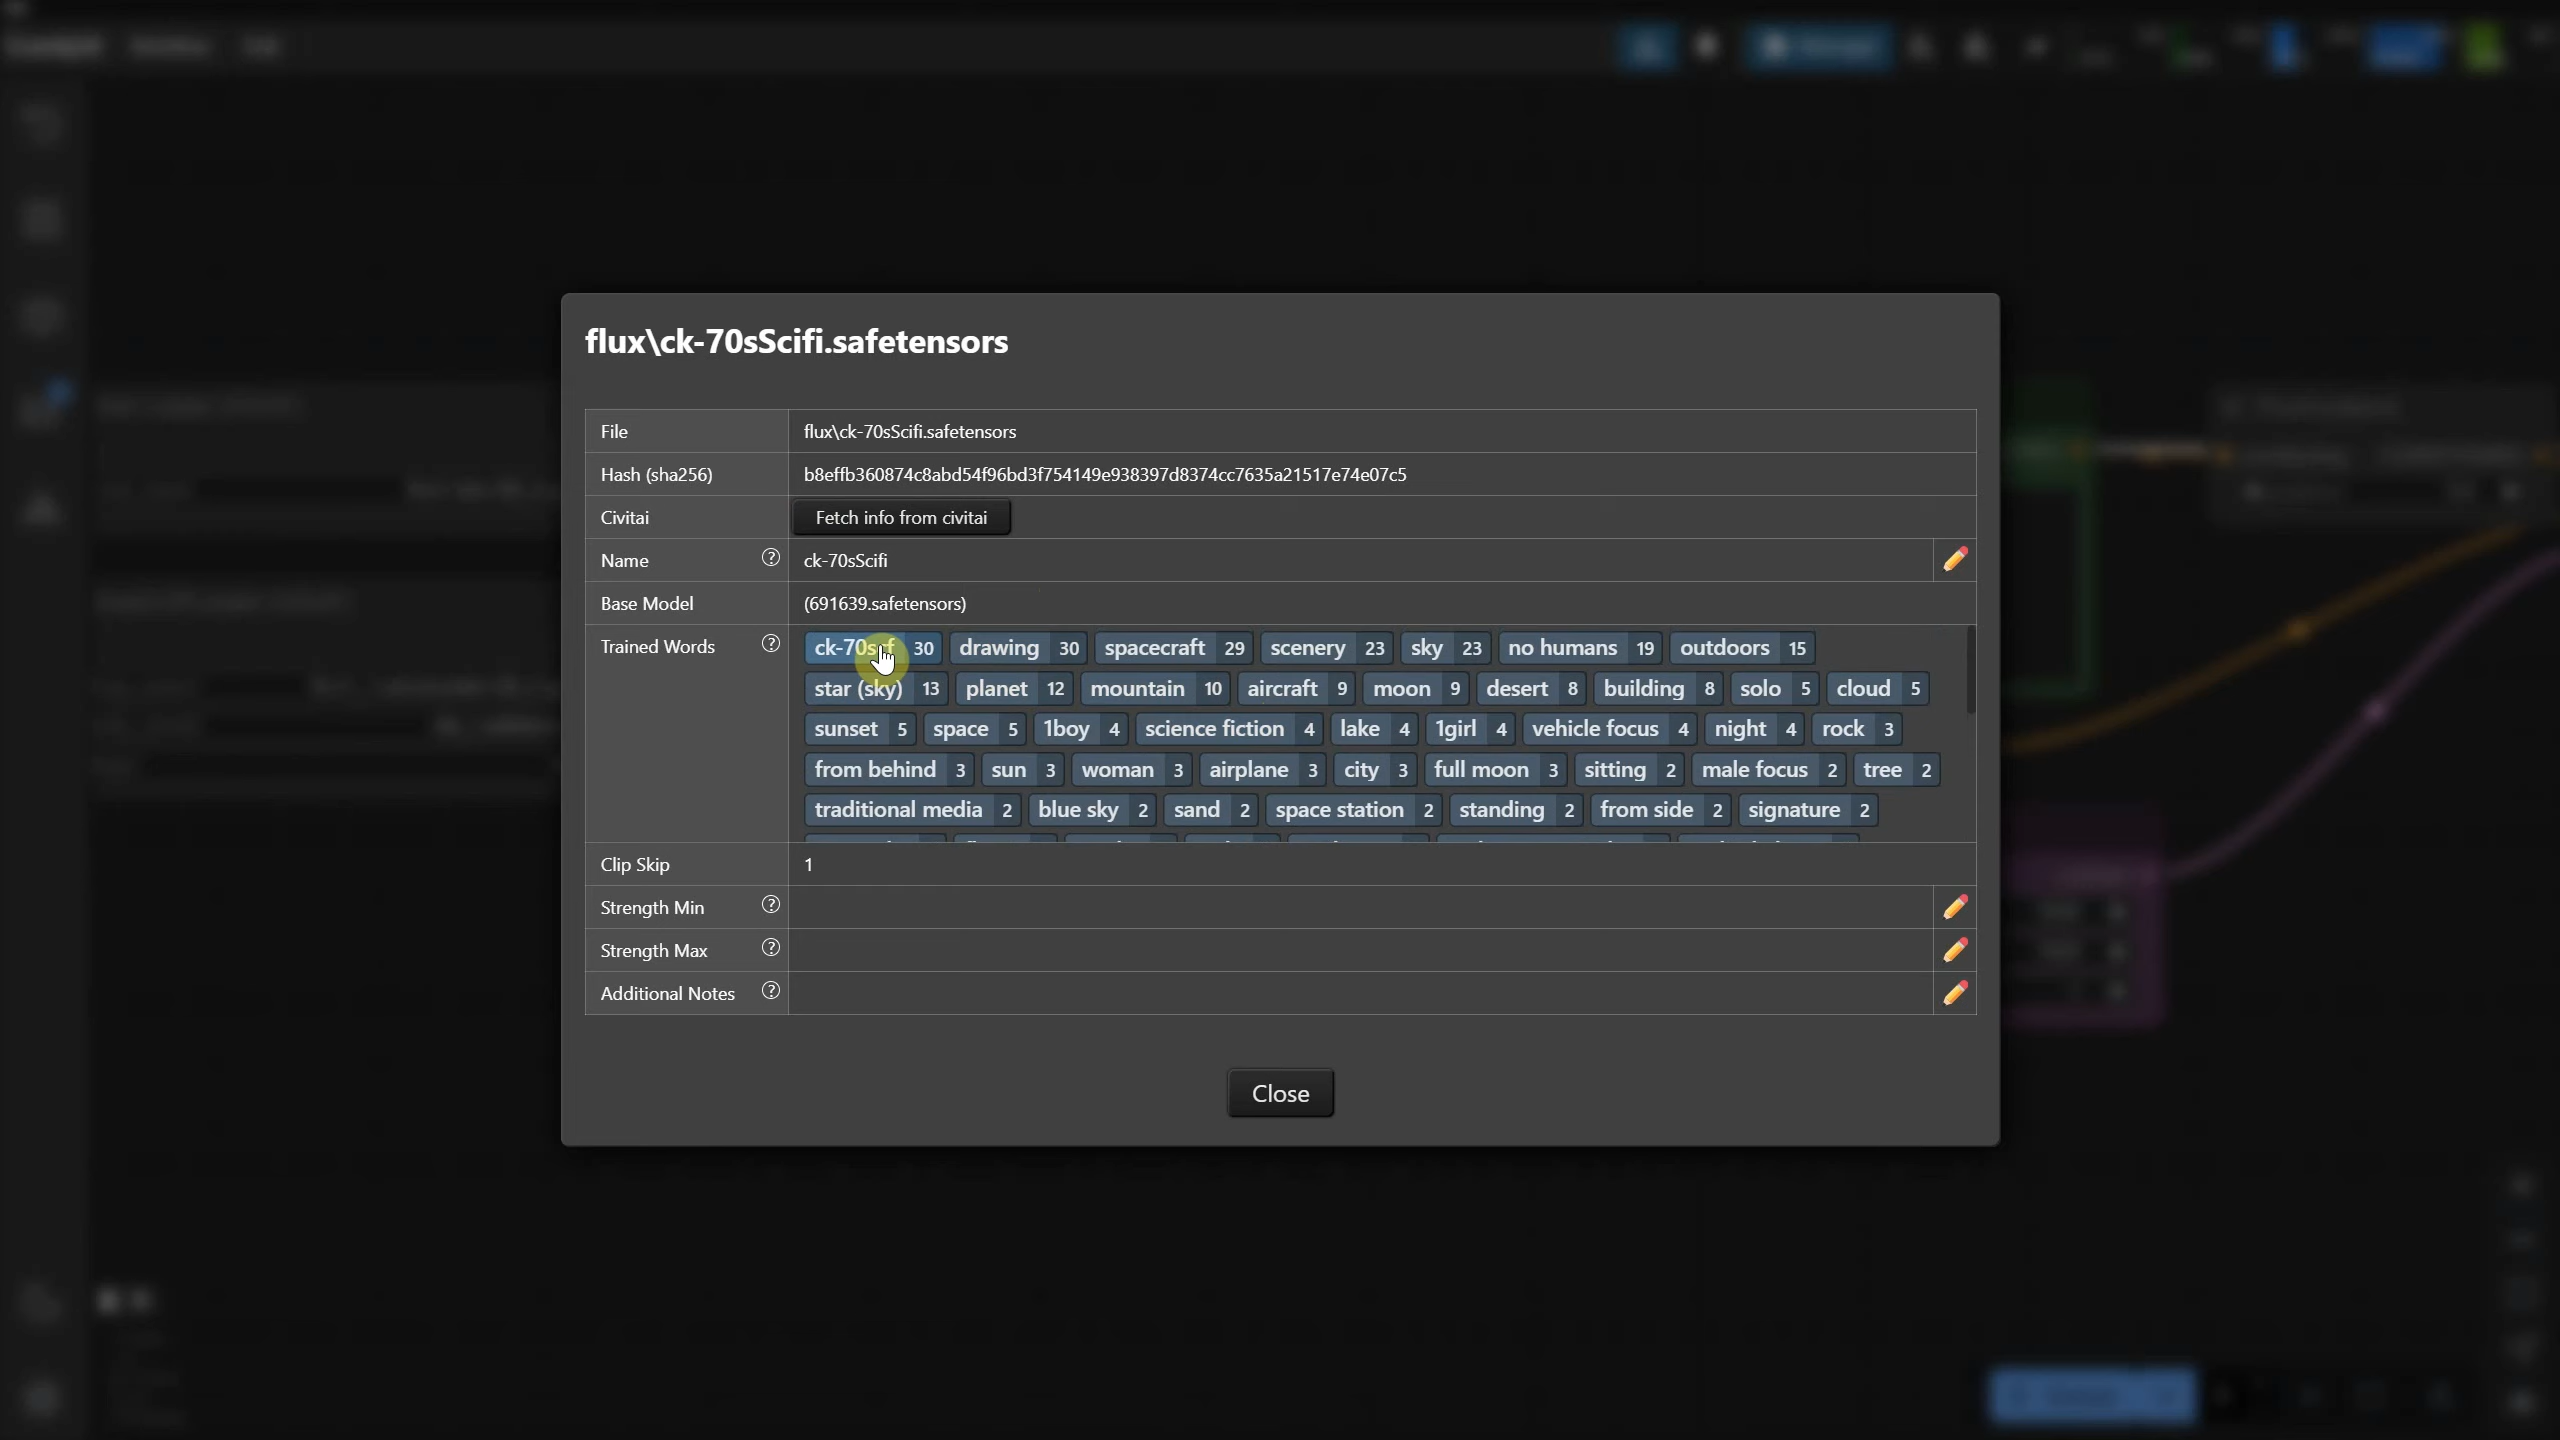 flux\ck-70sScifi.safetensors
File flux\ck-70sScifi.safetensors
Hash (sha256) b8effb360874c8abd54f96bd3f754149e938397d8374cc7635a21517e74e07c5
Civitai Fetch info from civitai
Name ck-70sScifi
Base Model (691639.safetensors)
Trained Words ck-70scf 30 drawing 30 spacecraft 29 scenery 23 sky 23 no humans 19 outdoors 15
star (sky) 13 planet 12 mountain 10 aircraft 9 moon 9 desert 8 building 8 solo 5 cloud 5
sunset 5 space 5 1boy 4 science fiction 4 lake 4 1girl 4 vehicle focus 4 night 4 rock 3
from behind 3 sun 3 woman 3 airplane 3 city 3 full moon 3 sitting 2 male focus 2 tree 2
traditional media 2 blue sky 2 sand 2 space station 2 standing 2 from side 2 signature 2
Clip Skip 1
Strength Min
Strength Max
Additional Notes
Close